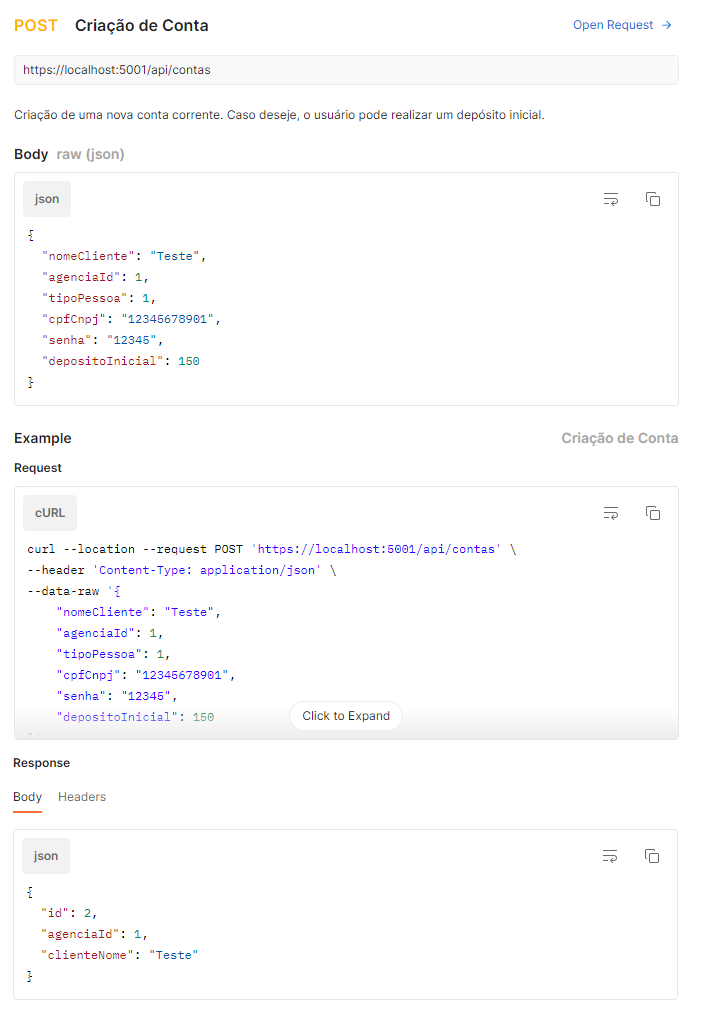 POST Criação de Conta Open Request →
https://localhost:5001/api/contas
Criação de uma nova conta corrente. Caso deseje, o usuário pode realizar um depósito inicial.
Body raw (json)
json
{
"nomeCliente": "Teste",
"agenciaId": 1,
"tipoPessoa": 1,
"cpfCnpj": "12345678901",
"senha": "12345",
"depositoInicial": 150
}
Example Criação de Conta
Request
cURL
curl --location --request POST 'https://localhost:5001/api/contas' \
--header 'Content-Type: application/json' \
--data-raw '{
"nomeCliente": "Teste",
"agenciaId": 1,
"tipoPessoa": 1,
"cpfCnpj": "12345678901",
"senha": "12345",
"depositoInicial": 150
Click to Expand
Response
Body Headers
json
{
"id": 2,
"agenciaId": 1,
"clienteNome": "Teste"
}